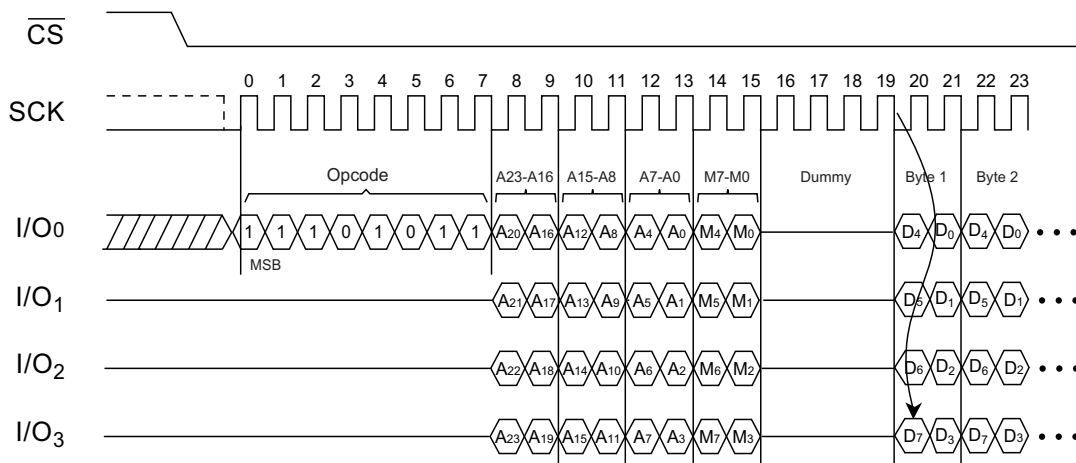 CS
0 1 2 3 4 5 6 7 8 9 10 11 12 13 14 15 16 17 18 19 20 21 22 23
SCK
Opcode A23-A16 A15-A8 A7-A0 M7-M0 Dummy Byte 1 Byte 2
I/O0 1 1 1 0 1 0 1 1 A20 A16 A12 A8 A4 A0 M4 M0 D4 D0 D4 D0 • • •
MSB
I/O1 A21 A17 A13 A9 A5 A1 M5 M1 D5 D1 D5 D1 • • •
I/O2 A22 A18 A14 A10 A6 A2 M6 M2 D6 D2 D6 D2 • • •
I/O3 A23 A19 A15 A11 A7 A3 M7 M3 D7 D3 D7 D3 • • •